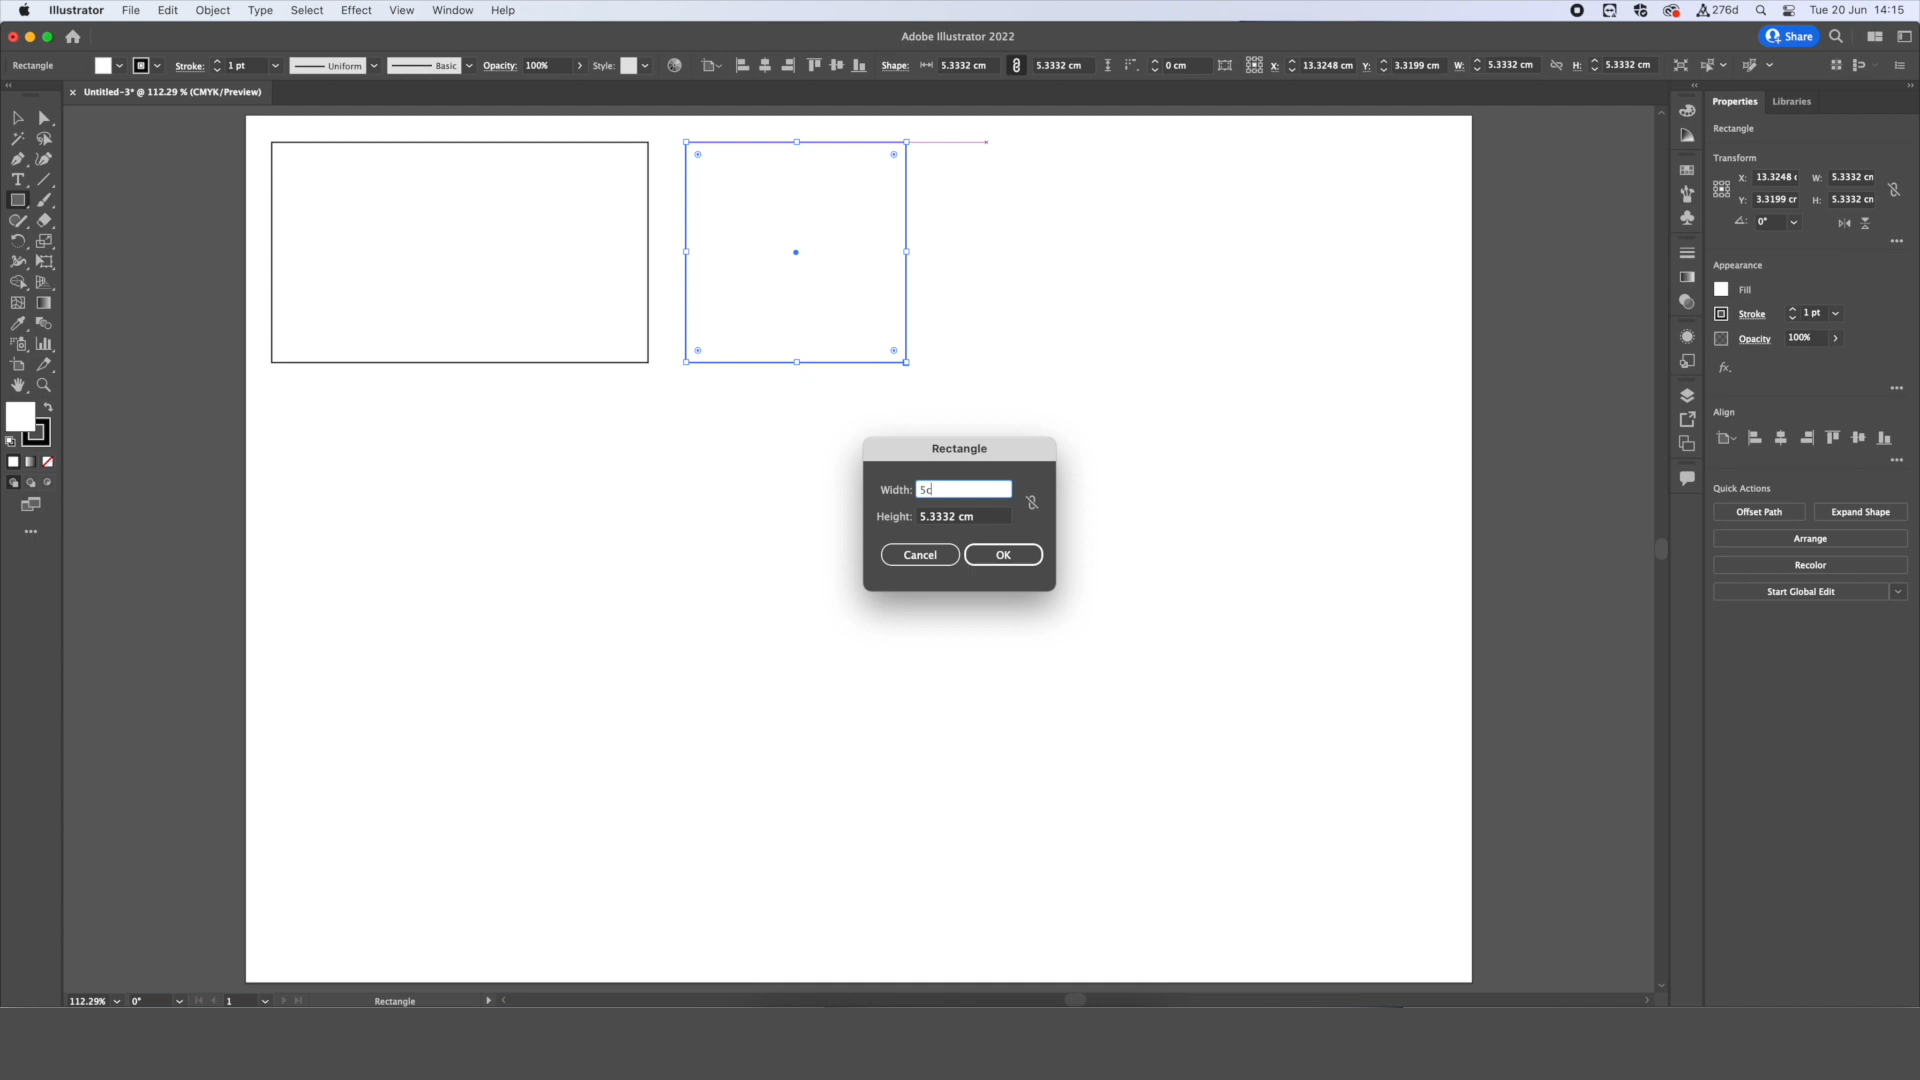 Illustrator File Edit Object Type Select Effect View Window Help 276d Tue 20 Jun 14:15
Adobe Illustrator 2022 Share
Rectangle Stroke: 1 pt Uniform Basic Opacity: 100% Style: Shape: 5.3332 cm 5.3332 cm 0 cm X: 13.3248 cm Y: 3.3199 cm W: 5.3332 cm H: 5.3332 cm
Untitled-3* @ 112.29 % (CMYK/Preview)
Properties Libraries
Rectangle
Transform
X: 13.3248 W: 5.3332 cm
Y: 3.3199 H: 5.3332 cm
0°
Appearance
Fill
Stroke 1 pt
Opacity 100%
fx.
Align
Quick Actions
Offset Path Expand Shape
Arrange
Recolor
Start Global Edit
Rectangle
Width: 5c
Height: 5.3332 cm
Cancel OK
112.29% 0° 1 Rectangle